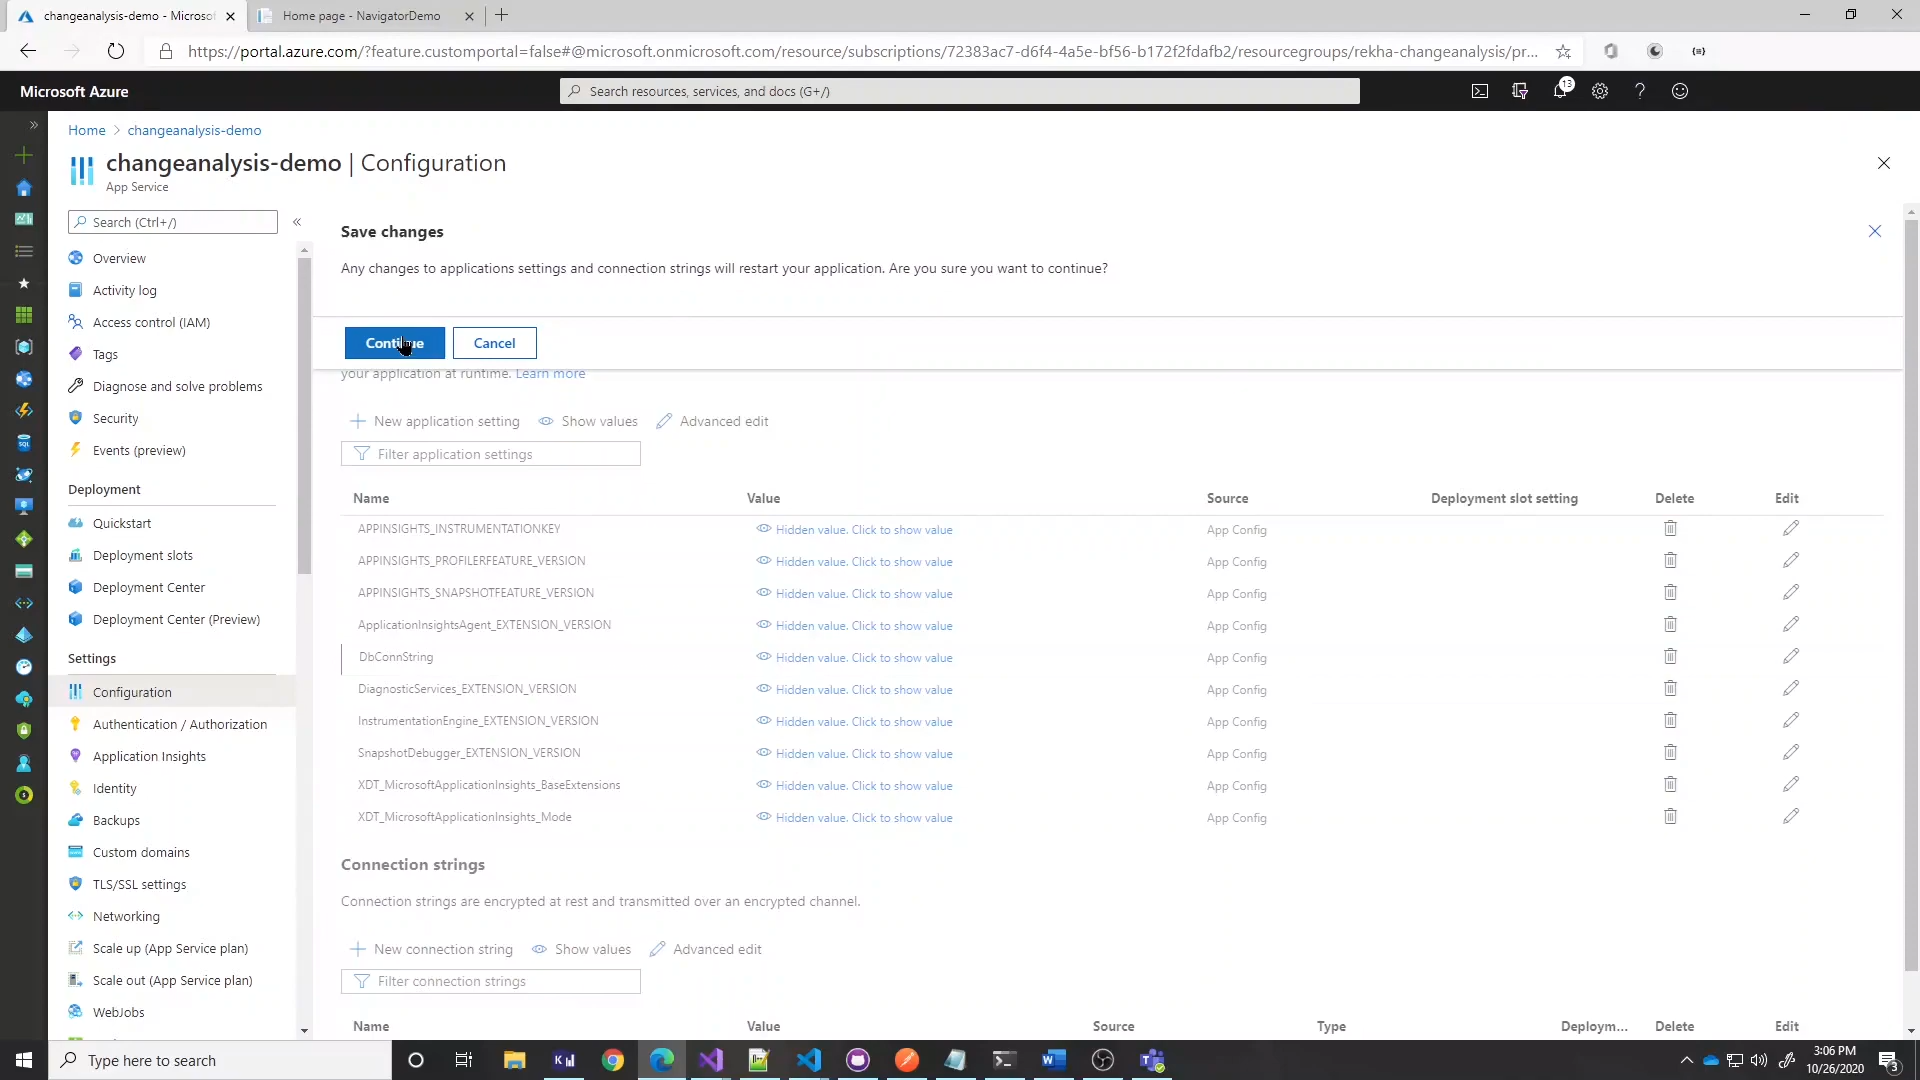 changeanalysis-demo - Microsof
Home page - NavigatorDemo
https://portal.azure.com/?feature.customportal=false#@microsoft.onmicrosoft.com/resource/subscriptions/72383ac7-d6f4-4a5e-bf56-b172f2fdafb2/resourcegroups/rekha-changeanalysis/pr...
Microsoft Azure
Search resources, services, and docs (G+/)
13
Home > changeanalysis-demo
changeanalysis-demo | Configuration
App Service
Search (Ctrl+/)
Overview
Activity log
Access control (IAM)
Tags
Diagnose and solve problems
Security
Events (preview)
Deployment
Quickstart
Deployment slots
Deployment Center
Deployment Center (Preview)
Settings
Configuration
Authentication / Authorization
Application Insights
Identity
Backups
Custom domains
TLS/SSL settings
Networking
Scale up (App Service plan)
Scale out (App Service plan)
WebJobs
Save changes
Any changes to applications settings and connection strings will restart your application. Are you sure you want to continue?
Continue Cancel
your application at runtime. Learn more
New application setting Show values Advanced edit
Filter application settings
Name Value Source Deployment slot setting Delete Edit
APPINSIGHTS_INSTRUMENTATIONKEY Hidden value. Click to show value App Config
APPINSIGHTS_PROFILERFEATURE_VERSION Hidden value. Click to show value App Config
APPINSIGHTS_SNAPSHOTFEATURE_VERSION Hidden value. Click to show value App Config
ApplicationInsightsAgent_EXTENSION_VERSION Hidden value. Click to show value App Config
DbConnString Hidden value. Click to show value App Config
DiagnosticServices_EXTENSION_VERSION Hidden value. Click to show value App Config
InstrumentationEngine_EXTENSION_VERSION Hidden value. Click to show value App Config
SnapshotDebugger_EXTENSION_VERSION Hidden value. Click to show value App Config
XDT_MicrosoftApplicationInsights_BaseExtensions Hidden value. Click to show value App Config
XDT_MicrosoftApplicationInsights_Mode Hidden value. Click to show value App Config
Connection strings
Connection strings are encrypted at rest and transmitted over an encrypted channel.
New connection string Show values Advanced edit
Filter connection strings
Name Value Source Type Deploym... Delete Edit
Type here to search
3:06 PM
10/26/2020
3